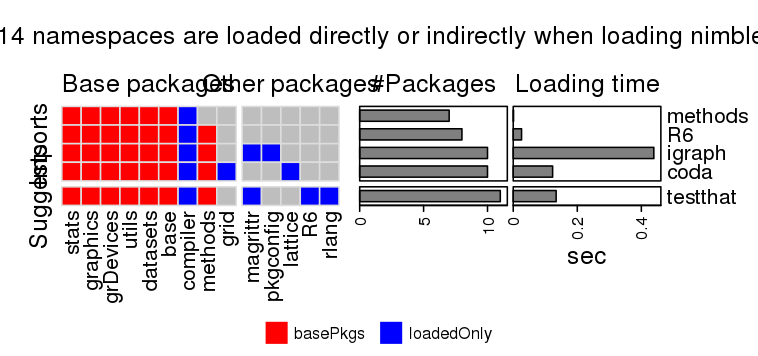 14 namespaces are loaded directly or indirectly when loading nimble
Base packages
Other packages
#Packages
Loading time
Imports
Suggests
methods
R6
igraph
coda
testthat
stats
graphics
grDevices
utils
datasets
base
compiler
methods
grid
magrittr
pkgconfig
lattice
R6
rlang
0
5
10
0
0.2
0.4
sec
basePkgs
loadedOnly